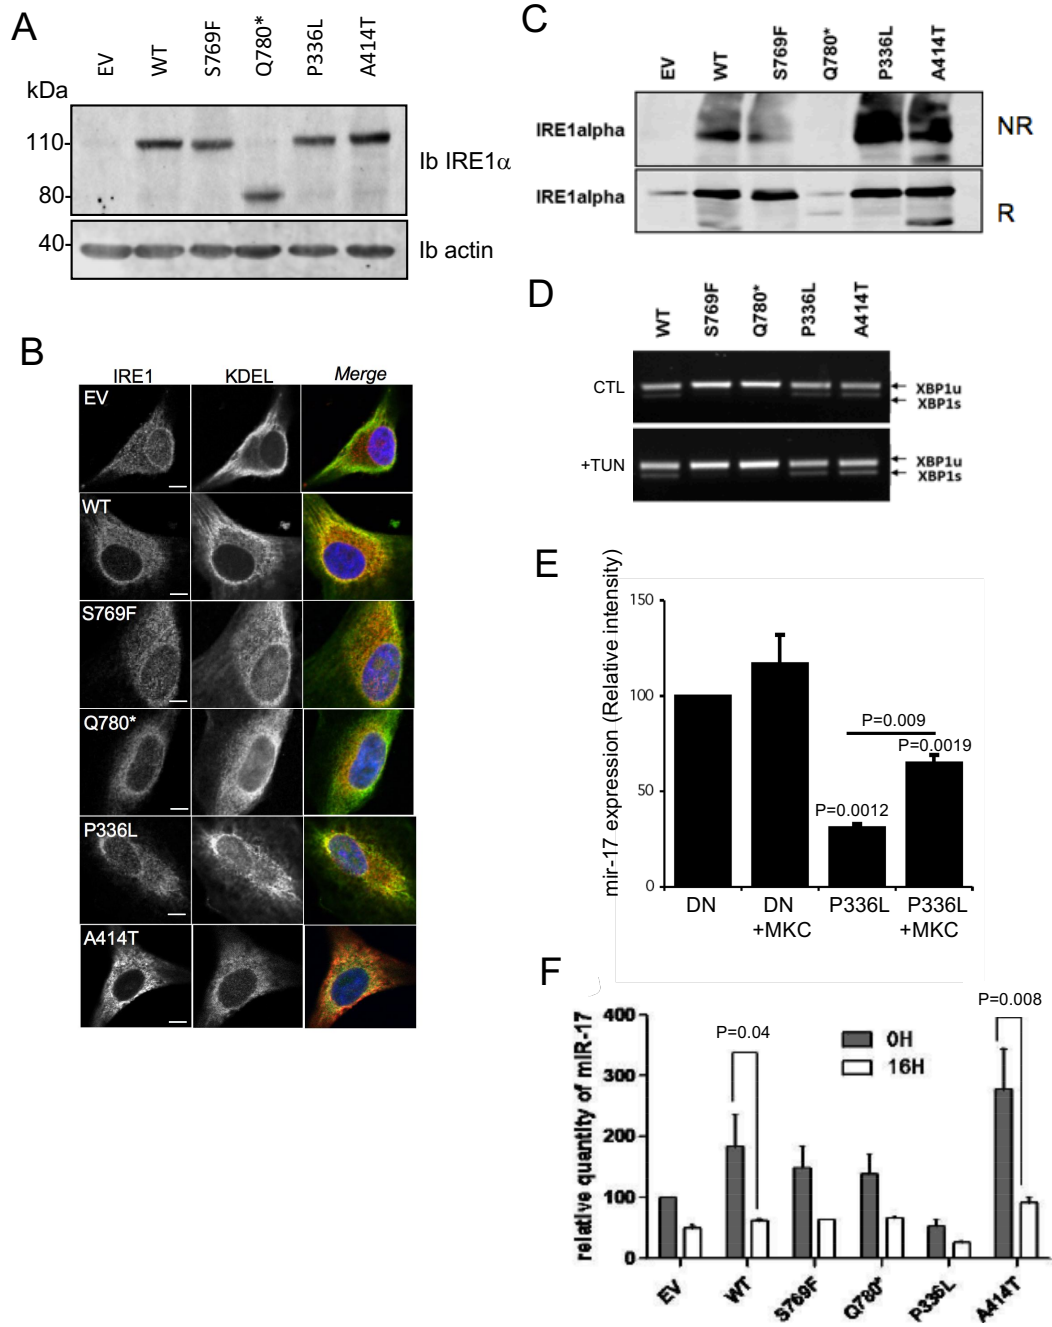 A
EV
WT
S769F
Q780*
P336L
A414T
kDa
110-
80-
Ib IRE1α
40-
Ib actin
B
IRE1
KDEL
Merge
EV
WT
S769F
Q780*
P336L
A414T
C
EV
WT
S769F
Q780*
P336L
A414T
IRE1alpha
NR
IRE1alpha
R
D
WT
S769F
Q780*
P336L
A414T
CTL
XBP1u
XBP1s
+TUN
XBP1u
XBP1s
E
mir-17 expression (Relative intensity)
150
100
50
0
P=0.009
P=0.0019
P=0.0012
DN
DN
+MKC
P336L
P336L
+MKC
F
relative quantity of miR-17
400
300
200
100
0
P=0.04
0H
16H
P=0.008
EV
WT
S769F
Q780*
P336L
A414T